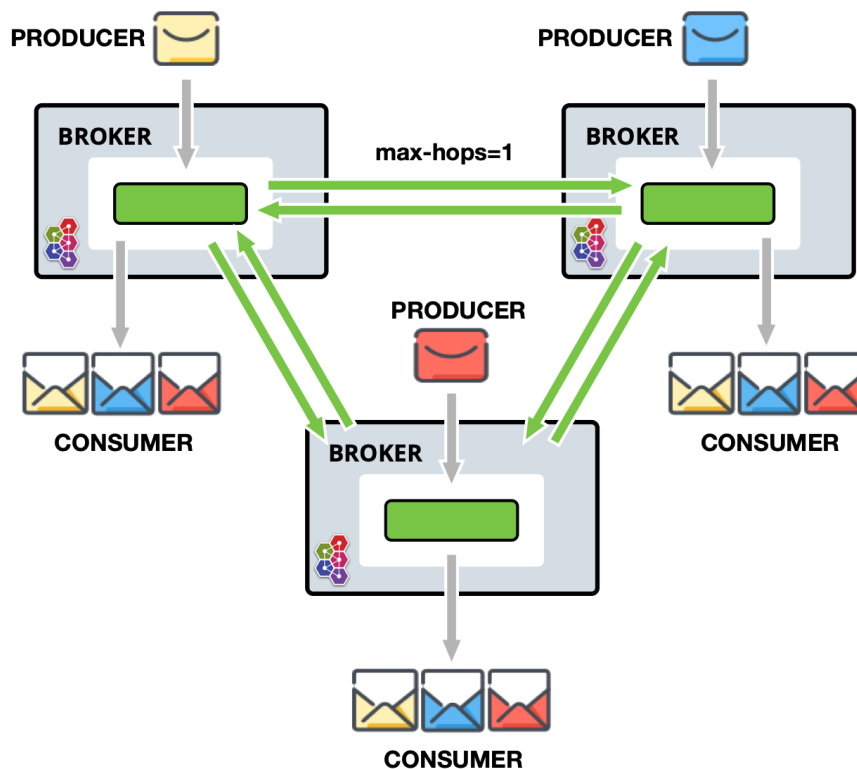 PRODUCER
PRODUCER
BROKER
BROKER
max-hops=1
PRODUCER
CONSUMER
CONSUMER
BROKER
CONSUMER